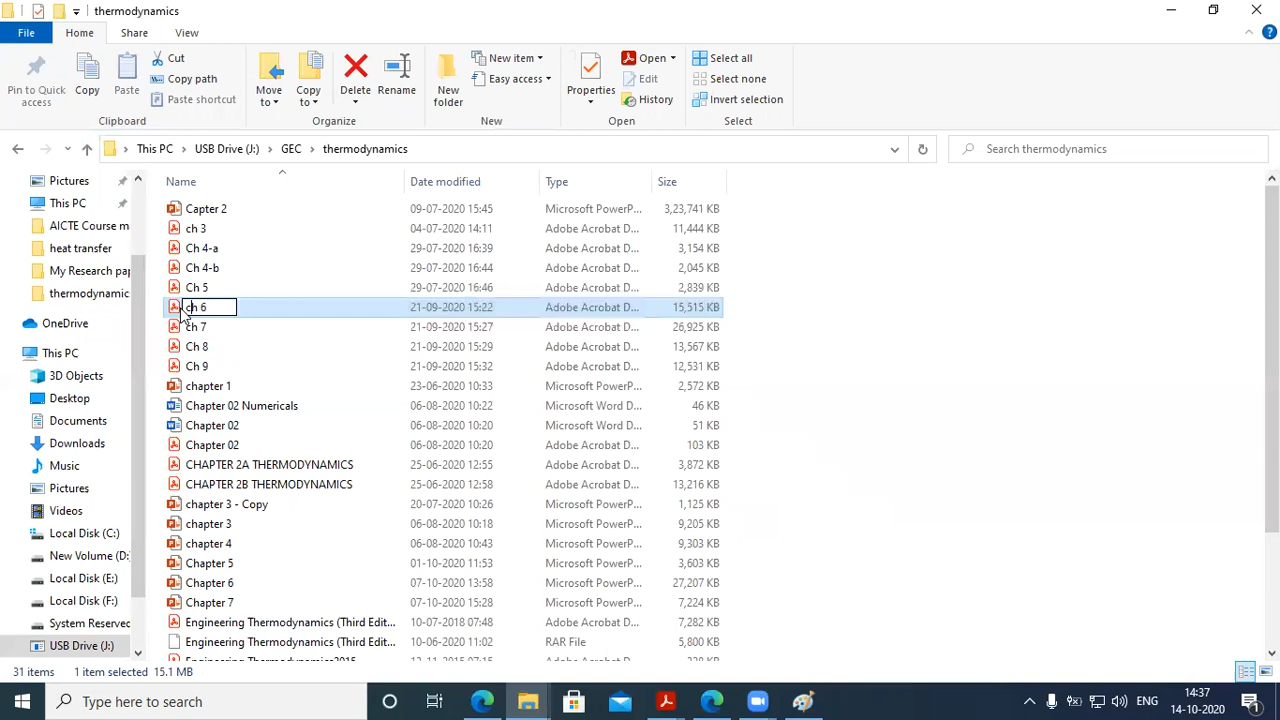 thermodynamics
File Home Share View
Pin to Quick access
Copy
Paste
Cut
Copy path
Paste shortcut
Clipboard
Move to
Copy to
Delete
Rename
Organize
New folder
New item
Easy access
New
Properties
Open
Edit
History
Open
Select all
Select none
Invert selection
Select
This PC USB Drive (J:) GEC thermodynamics
Search thermodynamics
Pictures
This PC
AICTE Course m
heat transfer
My Research pap
thermodynamic
OneDrive
This PC
3D Objects
Desktop
Documents
Downloads
Music
Pictures
Videos
Local Disk (C:)
New Volume (D:
Local Disk (E:)
Local Disk (F:)
System Reserved
USB Drive (J:)
Name Date modified Type Size
Capter 2 09-07-2020 15:45 Microsoft PowerP... 3,23,741 KB
ch 3 04-07-2020 14:11 Adobe Acrobat D... 11,444 KB
Ch 4-a 29-07-2020 16:39 Adobe Acrobat D... 3,154 KB
Ch 4-b 29-07-2020 16:44 Adobe Acrobat D... 2,045 KB
Ch 5 29-07-2020 16:46 Adobe Acrobat D... 2,839 KB
ch 6 21-09-2020 15:22 Adobe Acrobat D... 15,515 KB
ch 7 21-09-2020 15:27 Adobe Acrobat D... 26,925 KB
Ch 8 21-09-2020 15:29 Adobe Acrobat D... 13,567 KB
Ch 9 21-09-2020 15:32 Adobe Acrobat D... 12,531 KB
chapter 1 23-06-2020 10:33 Microsoft PowerP... 2,572 KB
Chapter 02 Numericals 06-08-2020 10:22 Microsoft Word D... 46 KB
Chapter 02 06-08-2020 10:20 Microsoft Word D... 51 KB
Chapter 02 06-08-2020 10:20 Adobe Acrobat D... 103 KB
CHAPTER 2A THERMODYNAMICS 25-06-2020 12:55 Adobe Acrobat D... 3,872 KB
CHAPTER 2B THERMODYNAMICS 25-06-2020 12:58 Adobe Acrobat D... 13,216 KB
chapter 3 - Copy 20-07-2020 10:26 Microsoft PowerP... 1,125 KB
chapter 3 06-08-2020 10:18 Microsoft PowerP... 9,205 KB
chapter 4 06-08-2020 10:43 Microsoft PowerP... 9,303 KB
Chapter 5 01-10-2020 11:53 Microsoft PowerP... 3,603 KB
Chapter 6 07-10-2020 13:58 Microsoft PowerP... 27,207 KB
Chapter 7 07-10-2020 15:28 Microsoft PowerP... 7,224 KB
Engineering Thermodynamics (Third Edit... 10-07-2018 07:48 Adobe Acrobat D... 7,282 KB
Engineering Thermodynamics (Third Edit... 10-06-2020 11:02 RAR File 5,800 KB
31 items 1 item selected 15.1 MB
Type here to search
ENG
14:37
14-10-2020
1